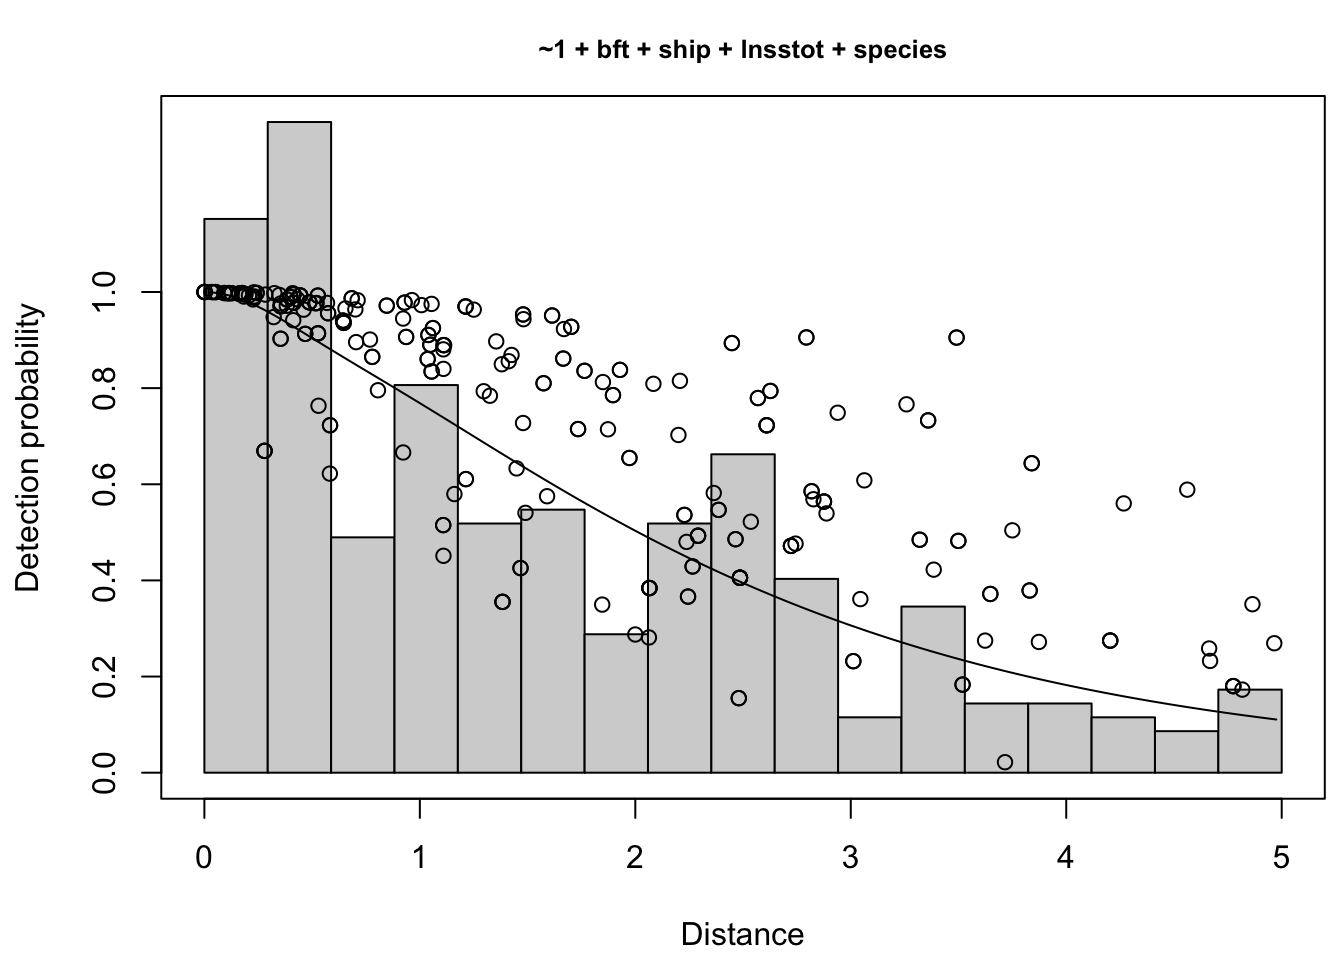 ~1 + bft + ship + lnsstot + species
Detection probability
1.0
0.8
0.6
0.4
0.2
0.0
0 1 2 3 4 5
Distance